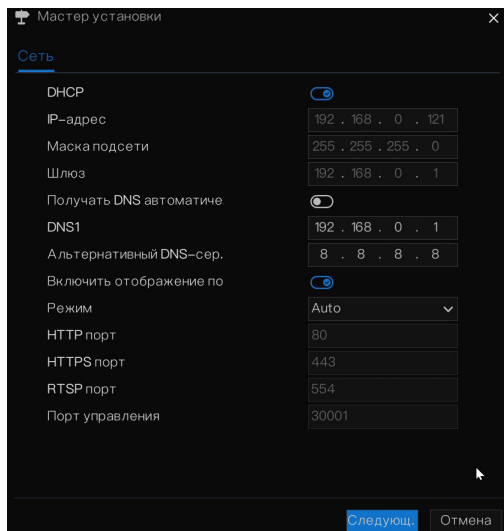 Мастер установки
Сеть
DHCP
IP-адрес 192 . 168 . 0 . 121
Маска подсети 255 . 255 . 255 . 0
Шлюз 192 . 168 . 0 . 1
Получать DNS автоматиче
DNS1 192 . 168 . 0 . 1
Альтернативный DNS-сер. 8 . 8 . 8 . 8
Включить отображение по
Режим Auto
HTTP порт 80
HTTPS порт 443
RTSP порт 554
Порт управления 30001
Следующ. Отмена